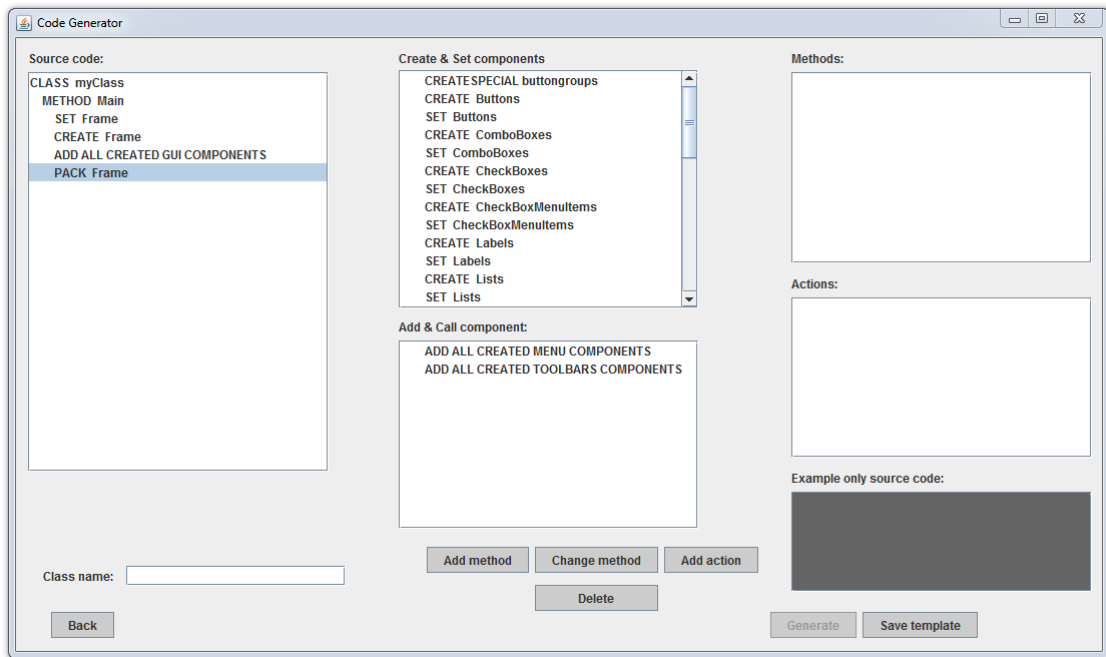 Code Generator
Source code:
CLASS myClass
METHOD Main
SET Frame
CREATE Frame
ADD ALL CREATED GUI COMPONENTS
PACK Frame
Class name:
Back
Create & Set components
CREATESPECIAL buttongroups
CREATE Buttons
SET Buttons
CREATE ComboBoxes
SET ComboBoxes
CREATE CheckBoxes
SET CheckBoxes
CREATE CheckBoxMenuItems
SET CheckBoxMenuItems
CREATE Labels
SET Labels
CREATE Lists
SET Lists
Add & Call component:
ADD ALL CREATED MENU COMPONENTS
ADD ALL CREATED TOOLBARS COMPONENTS
Add method Change method Add action
Delete
Methods:
Actions:
Example only source code:
Generate Save template